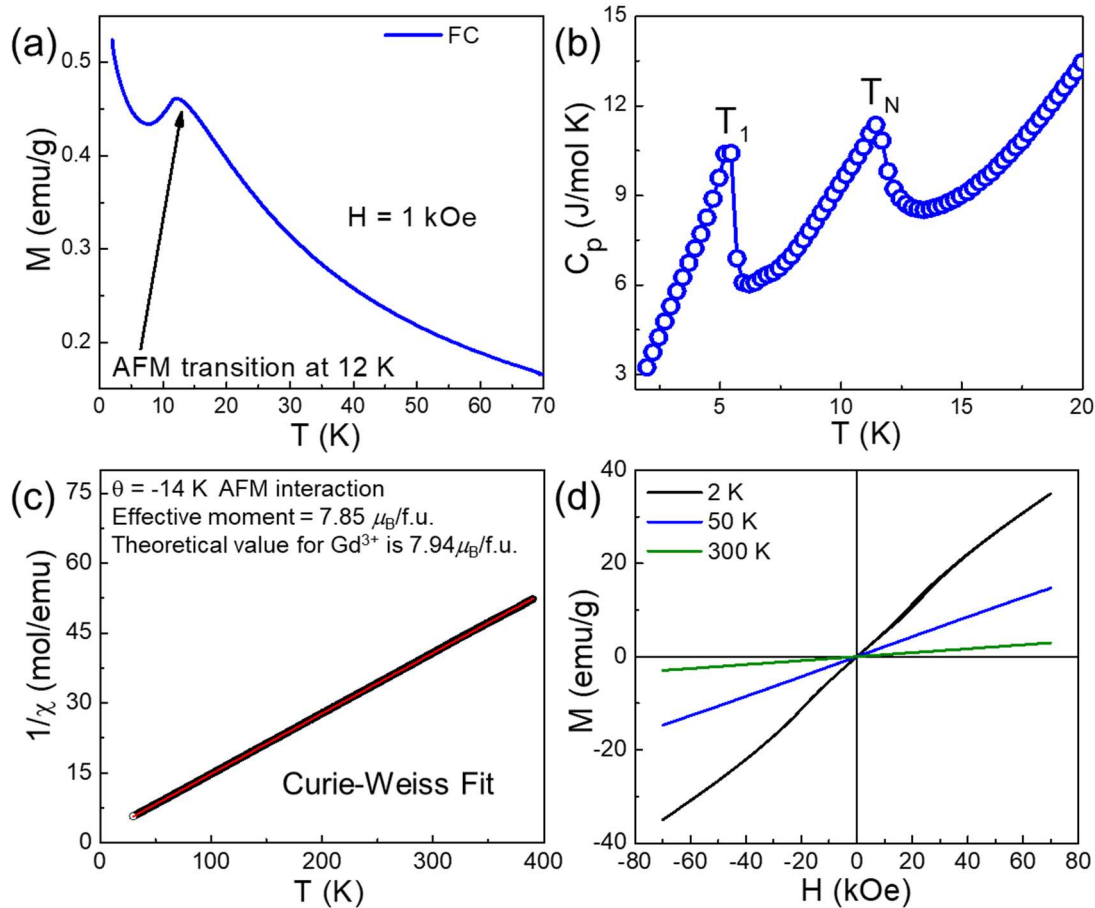 (a)
FC
H = 1 kOe
AFM transition at 12 K
M (emu/g)
0.5
0.4
0.3
0.2
0 10 20 30 40 50 60 70
T (K)
(b)
T₁
T_N
C_p (J/mol K)
15
12
9
6
3
5 10 15 20
T (K)
(c)
θ = -14 K AFM interaction
Effective moment = 7.85 μ_B/f.u.
Theoretical value for Gd³⁺ is 7.94μ_B/f.u.
Curie-Weiss Fit
1/χ (mol/emu)
75
60
45
30
15
0
0 100 200 300 400
T (K)
(d)
2 K
50 K
300 K
M (emu/g)
40
20
0
-20
-40
-80 -60 -40 -20 0 20 40 60 80
H (kOe)